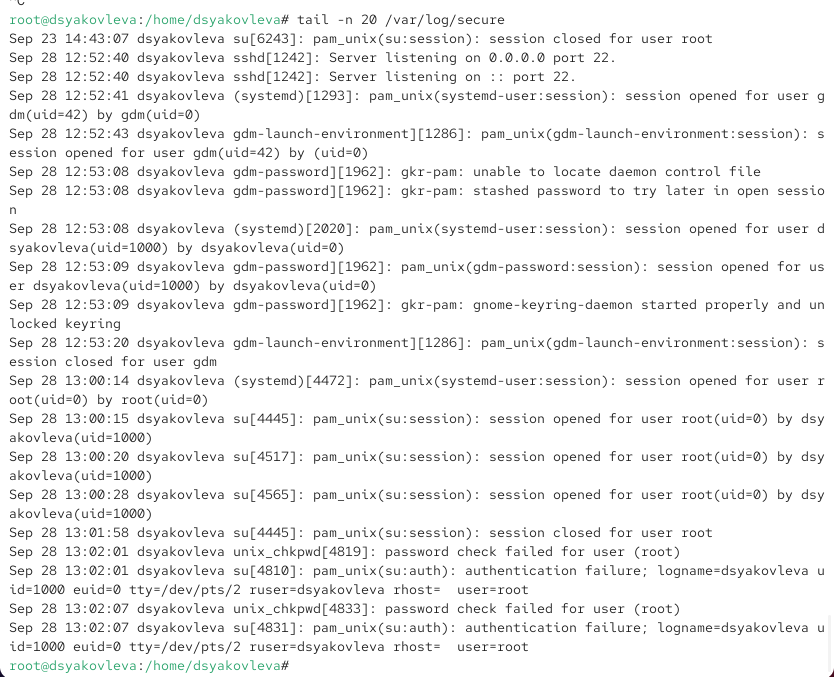 ^C
root@dsyakovleva:/home/dsyakovleva# tail -n 20 /var/log/secure
Sep 23 14:43:07 dsyakovleva su[6243]: pam_unix(su:session): session closed for user root
Sep 28 12:52:40 dsyakovleva sshd[1242]: Server listening on 0.0.0.0 port 22.
Sep 28 12:52:40 dsyakovleva sshd[1242]: Server listening on :: port 22.
Sep 28 12:52:41 dsyakovleva (systemd)[1293]: pam_unix(systemd-user:session): session opened for user g
dm(uid=42) by gdm(uid=0)
Sep 28 12:52:43 dsyakovleva gdm-launch-environment][1286]: pam_unix(gdm-launch-environment:session): s
ession opened for user gdm(uid=42) by (uid=0)
Sep 28 12:53:08 dsyakovleva gdm-password][1962]: gkr-pam: unable to locate daemon control file
Sep 28 12:53:08 dsyakovleva gdm-password][1962]: gkr-pam: stashed password to try later in open sessio
n
Sep 28 12:53:08 dsyakovleva (systemd)[2020]: pam_unix(systemd-user:session): session opened for user d
syakovleva(uid=1000) by dsyakovleva(uid=0)
Sep 28 12:53:09 dsyakovleva gdm-password][1962]: pam_unix(gdm-password:session): session opened for us
er dsyakovleva(uid=1000) by dsyakovleva(uid=0)
Sep 28 12:53:09 dsyakovleva gdm-password][1962]: gkr-pam: gnome-keyring-daemon started properly and un
locked keyring
Sep 28 12:53:20 dsyakovleva gdm-launch-environment][1286]: pam_unix(gdm-launch-environment:session): s
ession closed for user gdm
Sep 28 13:00:14 dsyakovleva (systemd)[4472]: pam_unix(systemd-user:session): session opened for user r
oot(uid=0) by root(uid=0)
Sep 28 13:00:15 dsyakovleva su[4445]: pam_unix(su:session): session opened for user root(uid=0) by dsy
akovleva(uid=1000)
Sep 28 13:00:20 dsyakovleva su[4517]: pam_unix(su:session): session opened for user root(uid=0) by dsy
akovleva(uid=1000)
Sep 28 13:00:28 dsyakovleva su[4565]: pam_unix(su:session): session opened for user root(uid=0) by dsy
akovleva(uid=1000)
Sep 28 13:01:58 dsyakovleva su[4445]: pam_unix(su:session): session closed for user root
Sep 28 13:02:01 dsyakovleva unix_chkpwd[4819]: password check failed for user (root)
Sep 28 13:02:01 dsyakovleva su[4810]: pam_unix(su:auth): authentication failure; logname=dsyakovleva u
id=1000 euid=0 tty=/dev/pts/2 ruser=dsyakovleva rhost=  user=root
Sep 28 13:02:07 dsyakovleva unix_chkpwd[4833]: password check failed for user (root)
Sep 28 13:02:07 dsyakovleva su[4831]: pam_unix(su:auth): authentication failure; logname=dsyakovleva u
id=1000 euid=0 tty=/dev/pts/2 ruser=dsyakovleva rhost=  user=root
root@dsyakovleva:/home/dsyakovleva#